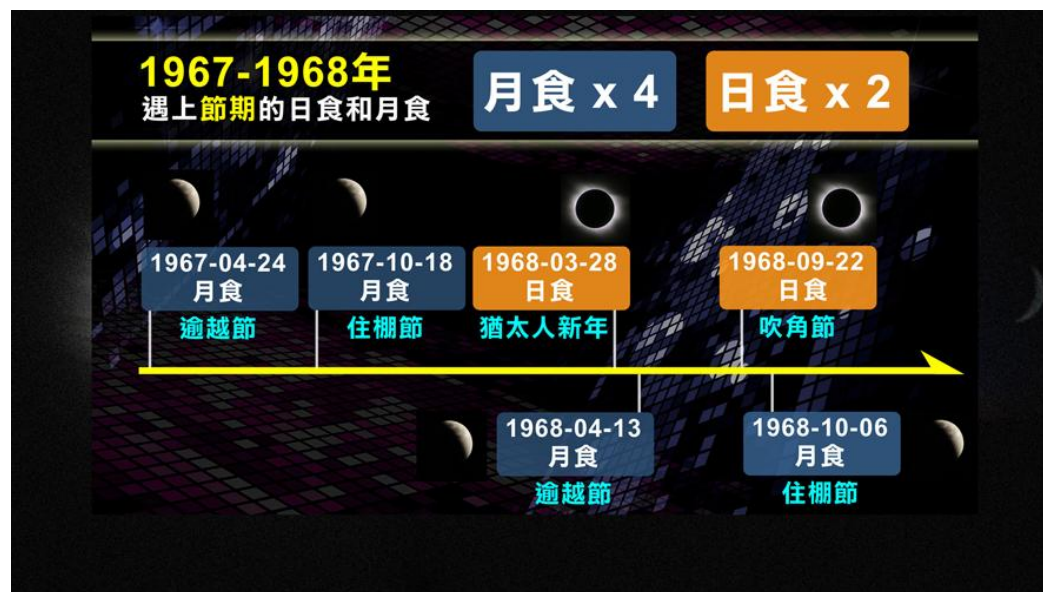 1967-1968年
遇上節期的日食和月食
月食 x 4
日食 x 2
1967-04-24
月食
逾越節
1967-10-18
月食
住棚節
1968-03-28
日食
猶太人新年
1968-09-22
日食
吹角節
1968-04-13
月食
逾越節
1968-10-06
月食
住棚節